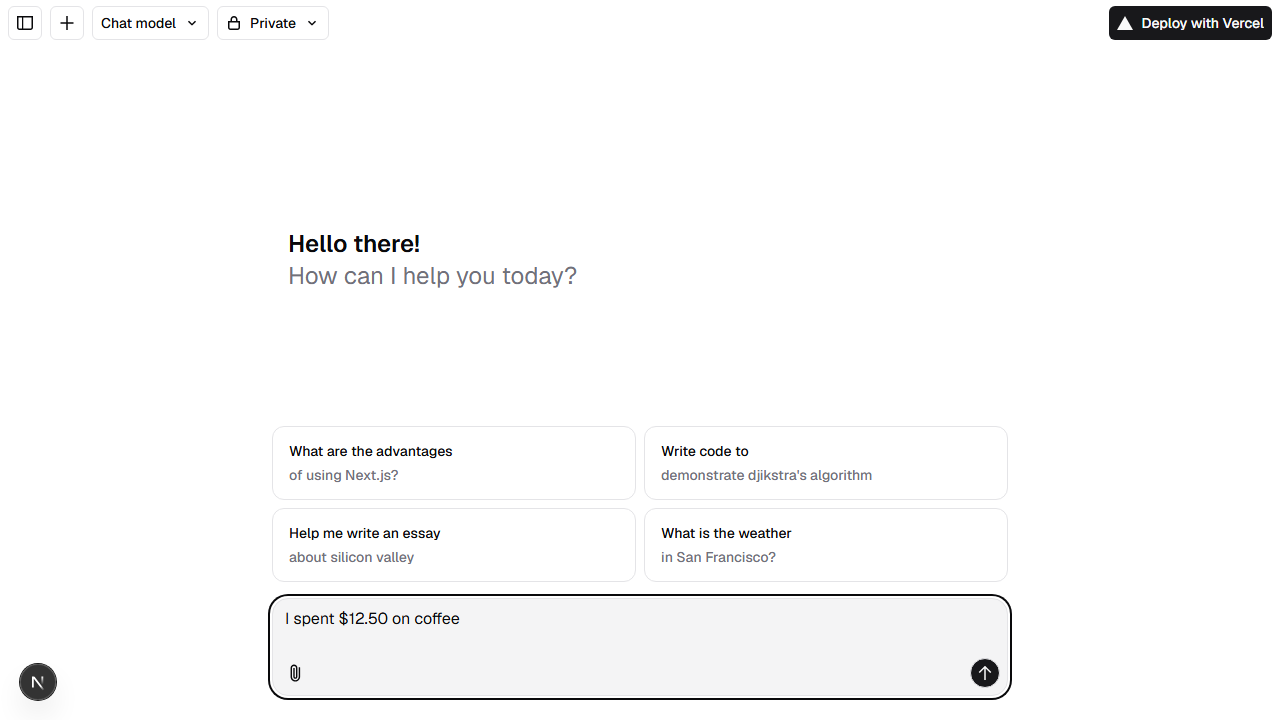 Chat model
Private
Deploy with Vercel
Hello there!
How can I help you today?
What are the advantages
of using Next.js?
Write code to
demonstrate djikstra's algorithm
Help me write an essay
about silicon valley
What is the weather
in San Francisco?
I spent $12.50 on coffee
N